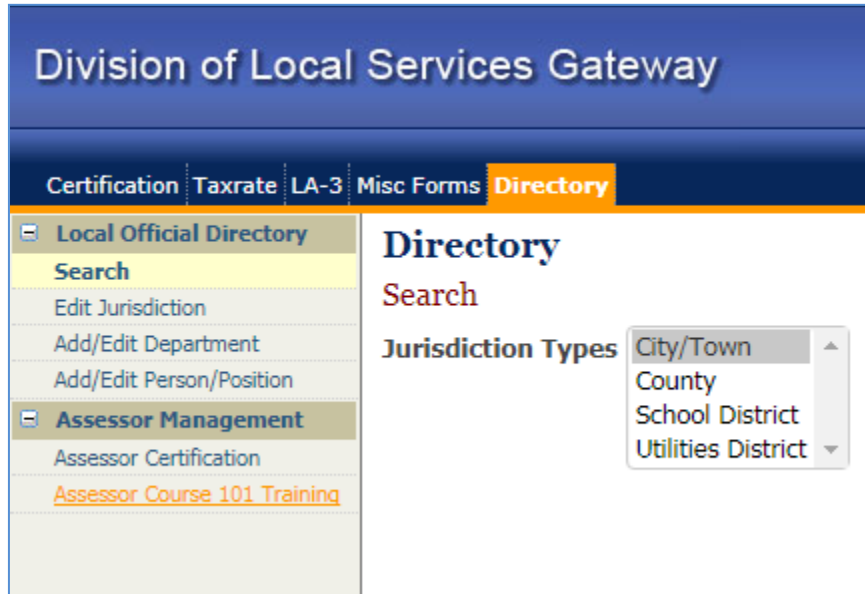 Division of Local Services Gateway
Certification Taxrate LA-3 Misc Forms Directory
Local Official Directory
Search
Edit Jurisdiction
Add/Edit Department
Add/Edit Person/Position
Assessor Management
Assessor Certification
Assessor Course 101 Training
Directory
Search
Jurisdiction Types
City/Town
County
School District
Utilities District